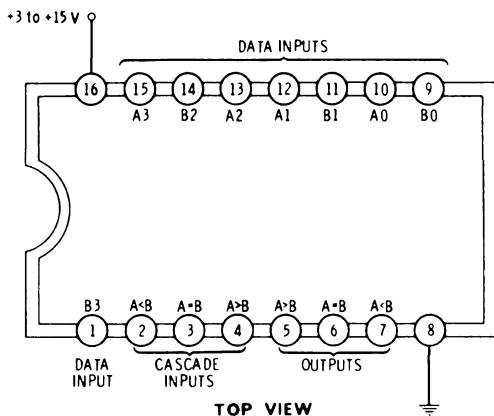 +3 to +15 V
DATA INPUTS
16 15 14 13 12 11 10 9
A3 B2 A2 A1 B1 A0 B0
B3 A<B A=B A>B A>B A=B A<B
1 2 3 4 5 6 7 8
DATA INPUT CASCADE INPUTS OUTPUTS
TOP VIEW